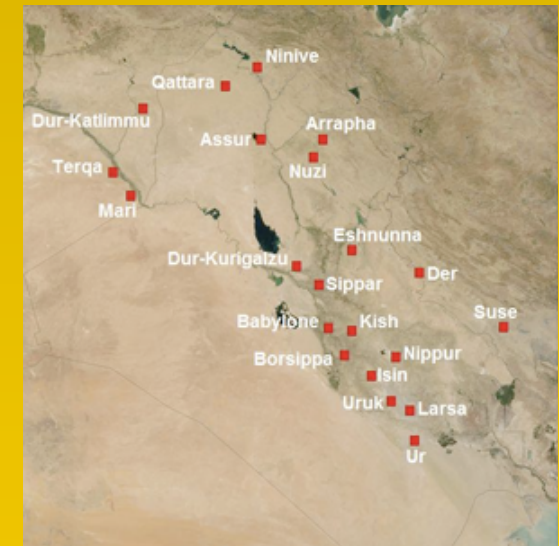 Ninive
Qattara
Dur-Katlimmu
Assur
Arrapha
Terqa
Nuzi
Mari
Eshnunna
Dur-Kurigalzu
Der
Sippar
Suse
Babylone
Kish
Borsippa
Nippur
Isin
Uruk
Larsa
Ur